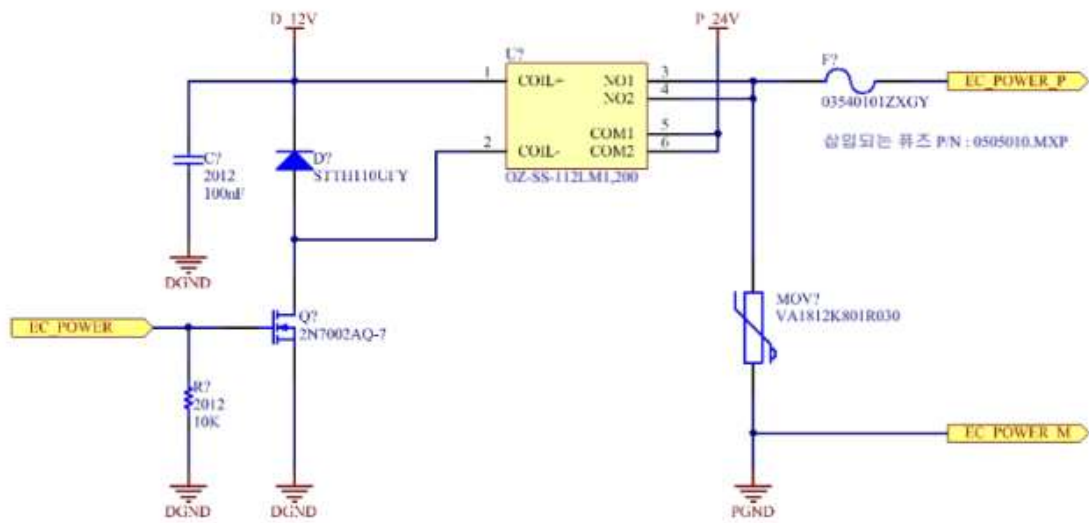 D_12V
P_24V
U?
F?
1
COIL+
NO1
3
EC_POWER_P
NO2
4
03540101ZXGY
COM1
5
삽입되는 퓨즈 P/N : 0505010.MXP
2
COIL-
COM2
6
C?
D?
2012
STTH110UFY
OZ-SS-112LM1,200
100nF
DGND
MOV?
VA1812K801R030
EC_POWER
Q?
2N7002AQ-7
R?
2012
10K
EC_POWER_M
DGND
DGND
PGND